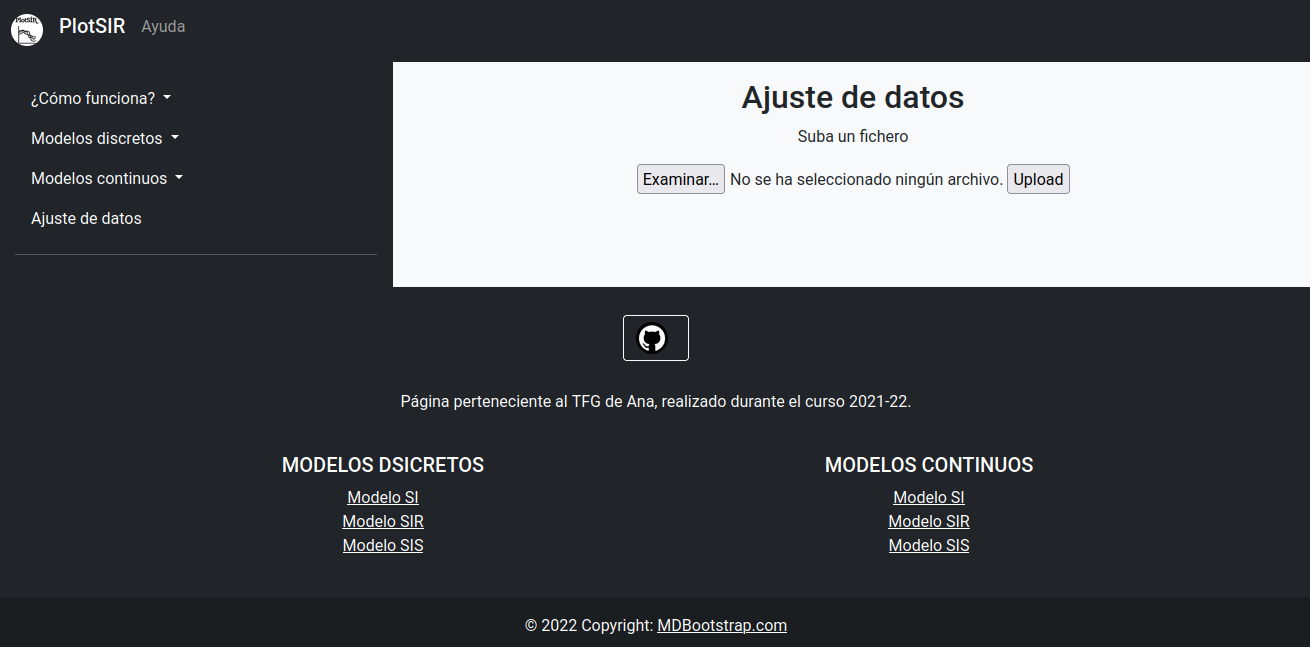 PlotSIR
PlotSIR Ayuda
¿Cómo funciona?
Modelos discretos
Modelos continuos
Ajuste de datos
Ajuste de datos
Suba un fichero
Examinar... No se ha seleccionado ningún archivo. Upload
Página perteneciente al TFG de Ana, realizado durante el curso 2021-22.
MODELOS DSICRETOS
Modelo SI
Modelo SIR
Modelo SIS
MODELOS CONTINUOS
Modelo SI
Modelo SIR
Modelo SIS
© 2022 Copyright: MDBootstrap.com